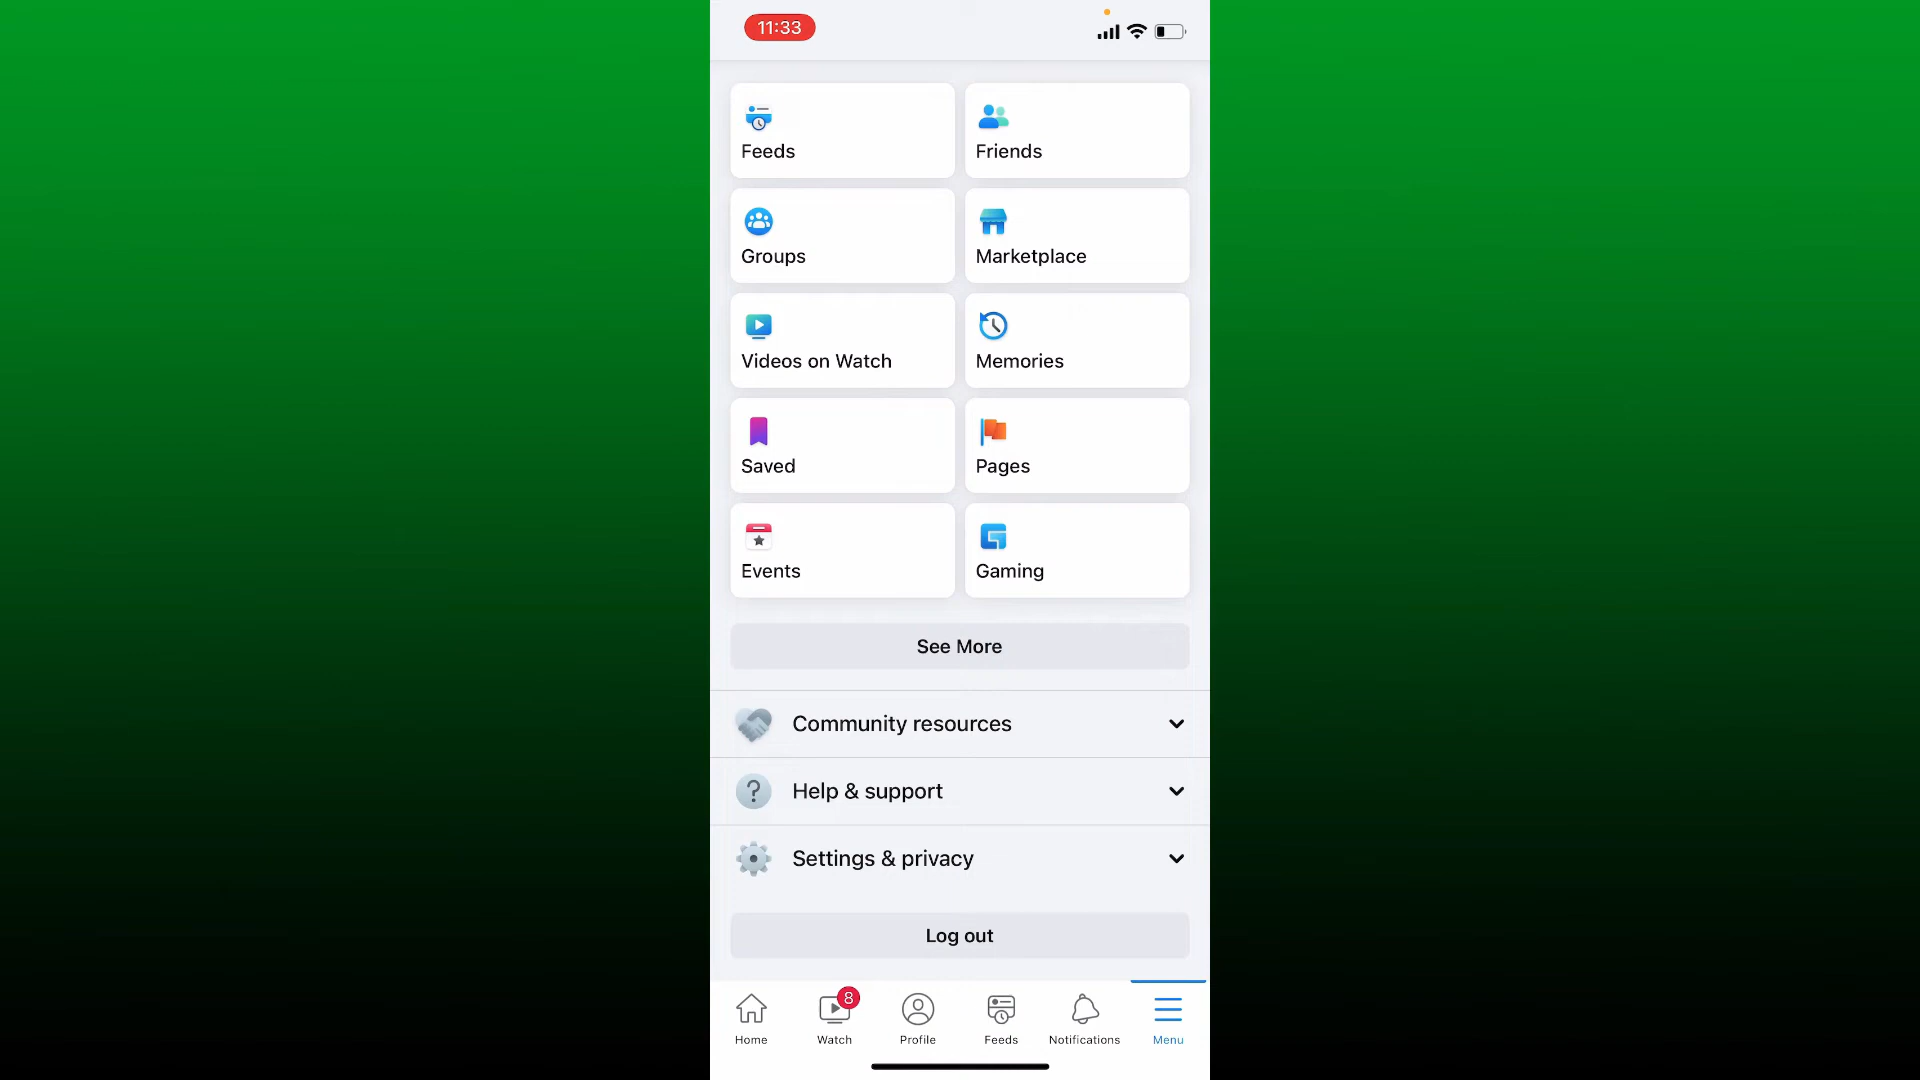 11:33
Feeds
Friends
Groups
Marketplace
Videos on Watch
Memories
Saved
Pages
Events
Gaming
See More
Community resources
? Help & support
Settings & privacy
Log out
8
Home
Watch
Profile
Feeds
Notifications
Menu